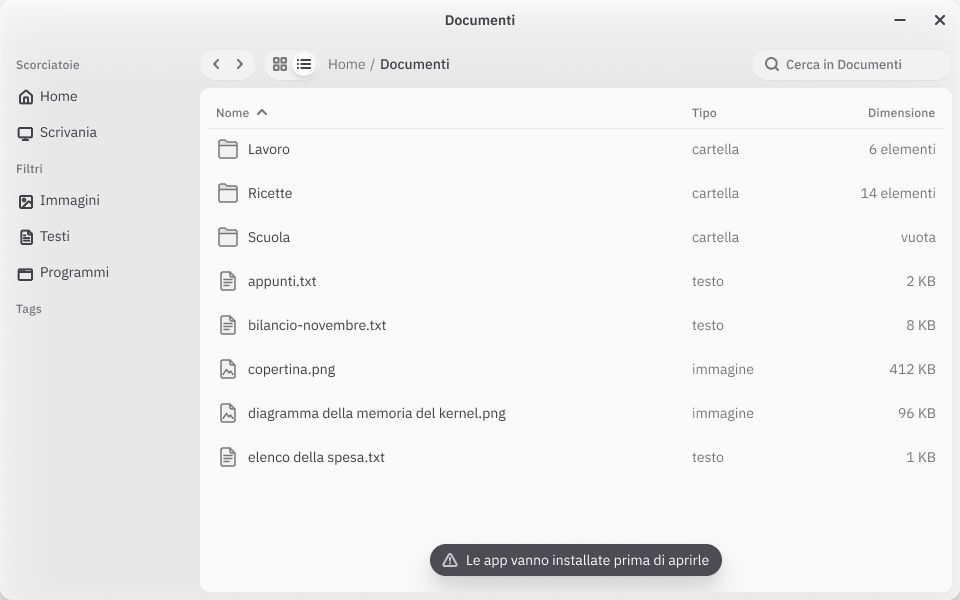 Documenti
Scorciatoie
Home
Scrivania
Filtri
Immagini
Testi
Programmi
Tags
Home / Documenti
Cerca in Documenti
Nome Tipo Dimensione
Lavoro cartella 6 elementi
Ricette cartella 14 elementi
Scuola cartella vuota
appunti.txt testo 2 KB
bilancio-novembre.txt testo 8 KB
copertina.png immagine 412 KB
diagramma della memoria del kernel.png immagine 96 KB
elenco della spesa.txt testo 1 KB
Le app vanno installate prima di aprirle